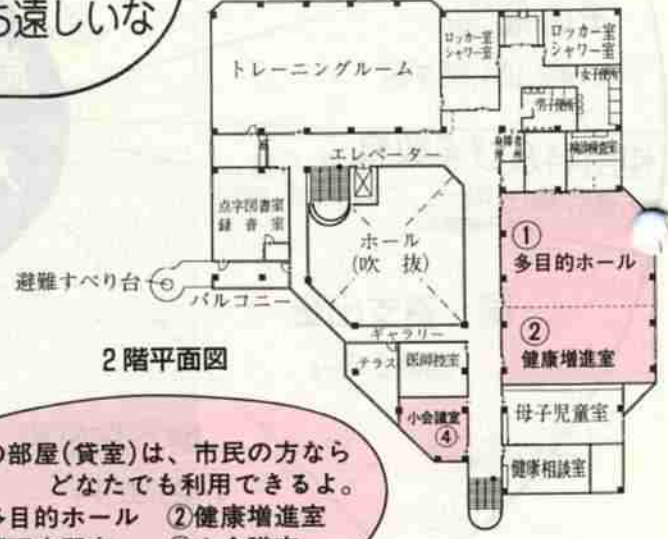 ち遠しいな
ロッカー室
シャワー室
ロッカー室
シャワー室
トレーニングルーム
女子便所
男子便所
エレベーター
点字図書室
録音室
ホール
(吹抜)
①
多目的ホール
避難すべり台
バルコニー
②
健康増進室
ギャラリー
2階平面図
テラス
医師控室
小会議室
④
母子児童室
健康相談室
の部屋(貸室)は、市民の方なら
どなたでも利用できるよ。
多目的ホール ②健康増進室